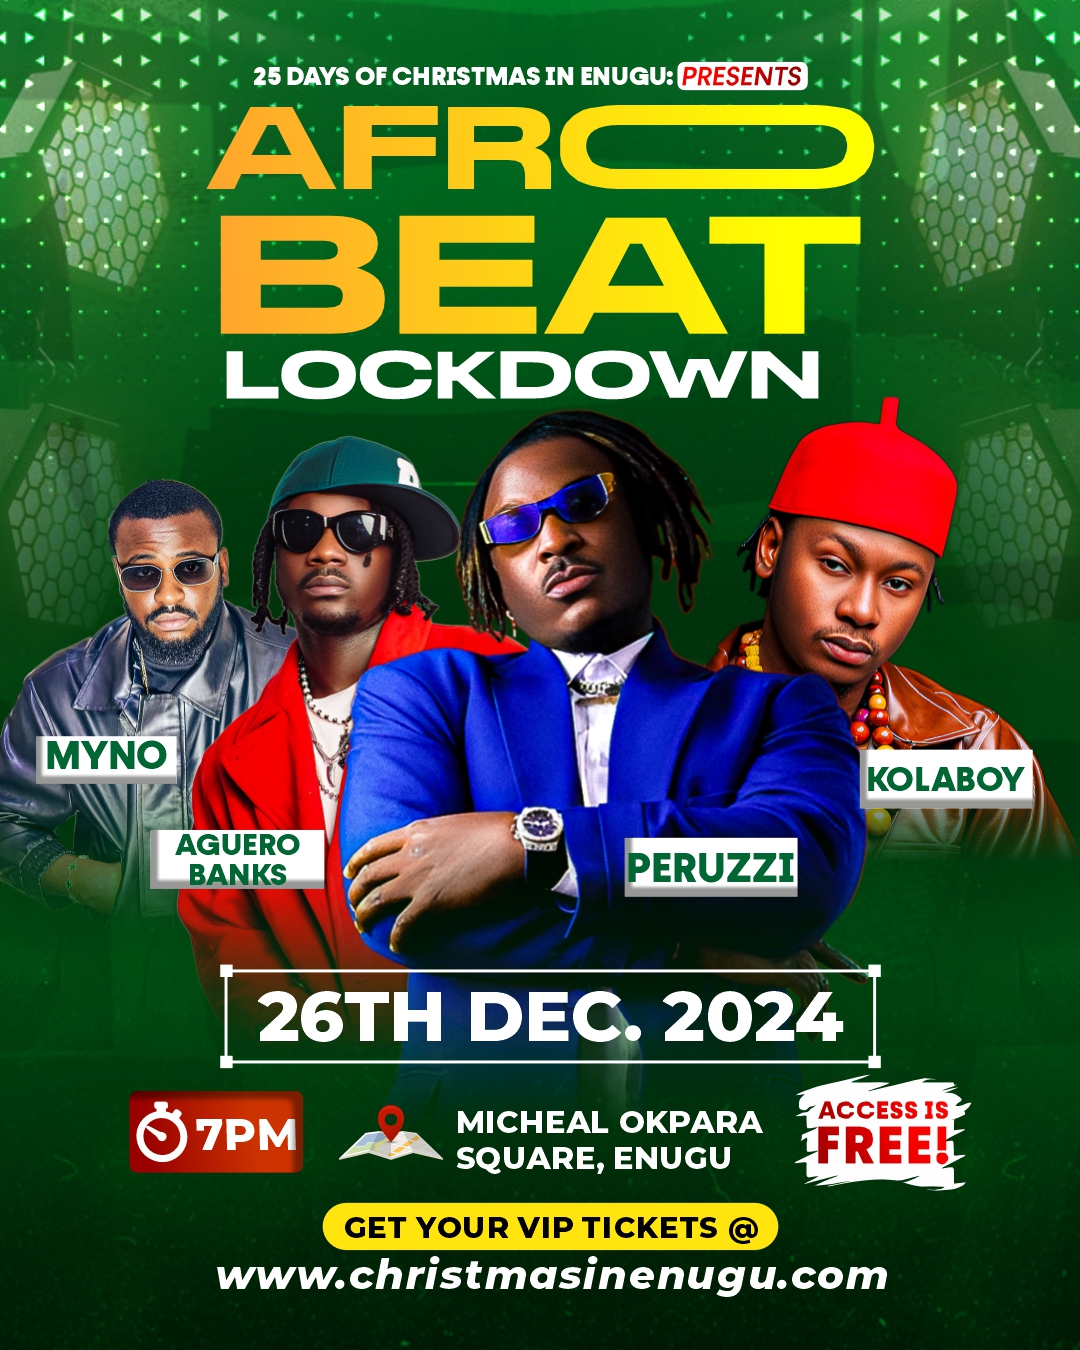 25 DAYS OF CHRISTMAS IN ENUGU: PRESENTS
AFRO
BEAT
LOCKDOWN
MYNO
AGUERO
BANKS
PERUZZI
KOLABOY
26TH DEC. 2024
7PM
MICHEAL OKPARA
SQUARE, ENUGU
ACCESS IS
FREE!
GET YOUR VIP TICKETS @
www.christmasinenugu.com